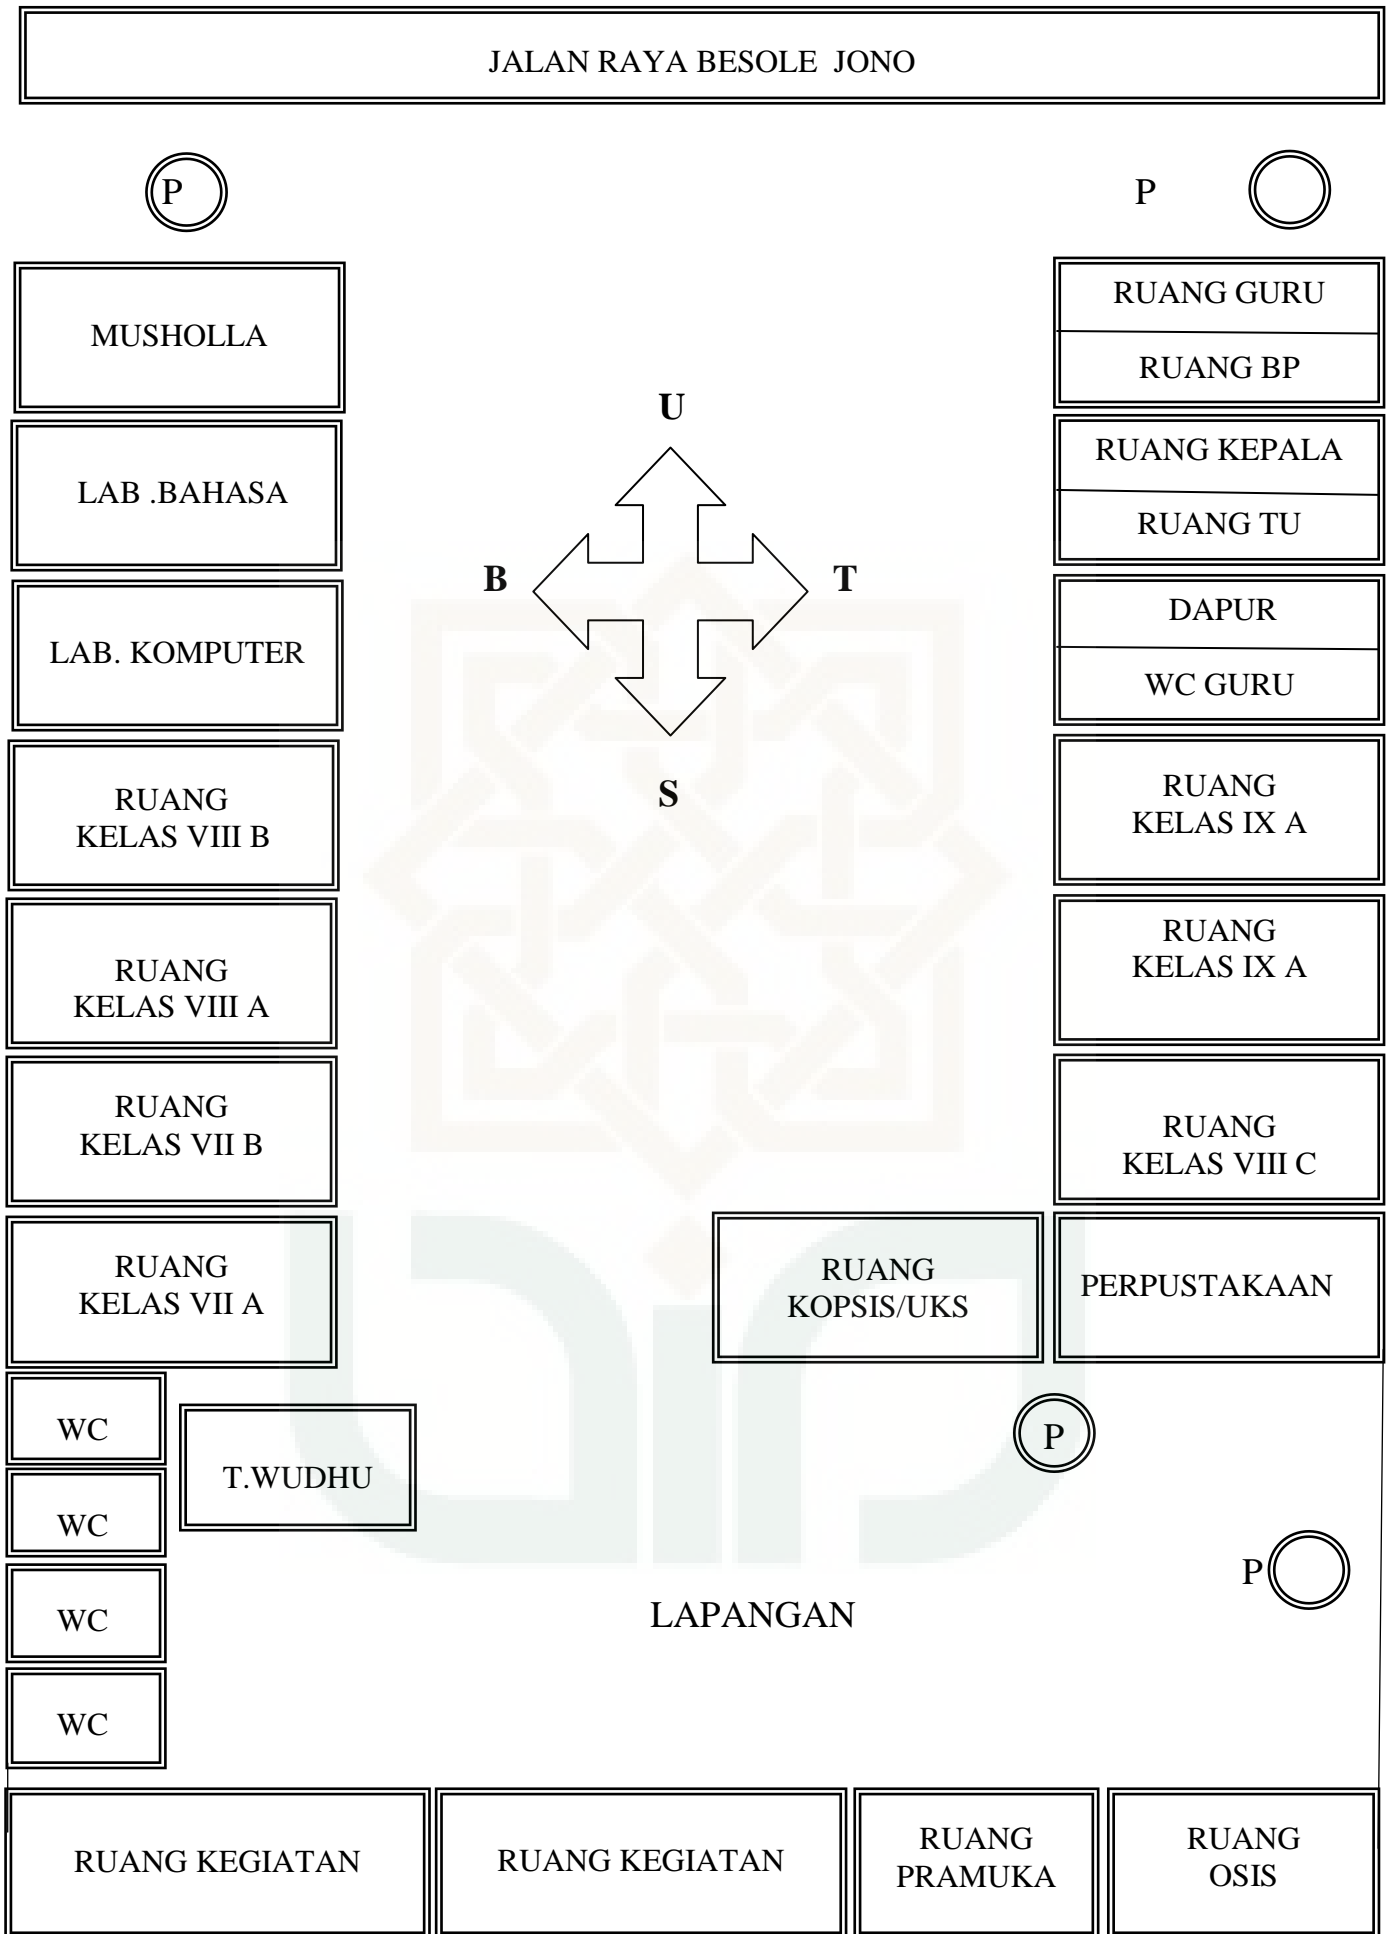 JALAN RAYA BESOLE JONO
P
P
MUSHOLLA
LAB .BAHASA
LAB. KOMPUTER
RUANG
KELAS VIII B
RUANG
KELAS VIII A
RUANG
KELAS VII B
RUANG
KELAS VII A
WC
WC
WC
WC
T.WUDHU
U
B
T
S
RUANG GURU
RUANG BP
RUANG KEPALA
RUANG TU
DAPUR
WC GURU
RUANG
KELAS IX A
RUANG
KELAS IX A
RUANG
KELAS VIII C
RUANG
KOPSIS/UKS
PERPUSTAKAAN
P
P
LAPANGAN
RUANG KEGIATAN
RUANG KEGIATAN
RUANG
PRAMUKA
RUANG
OSIS